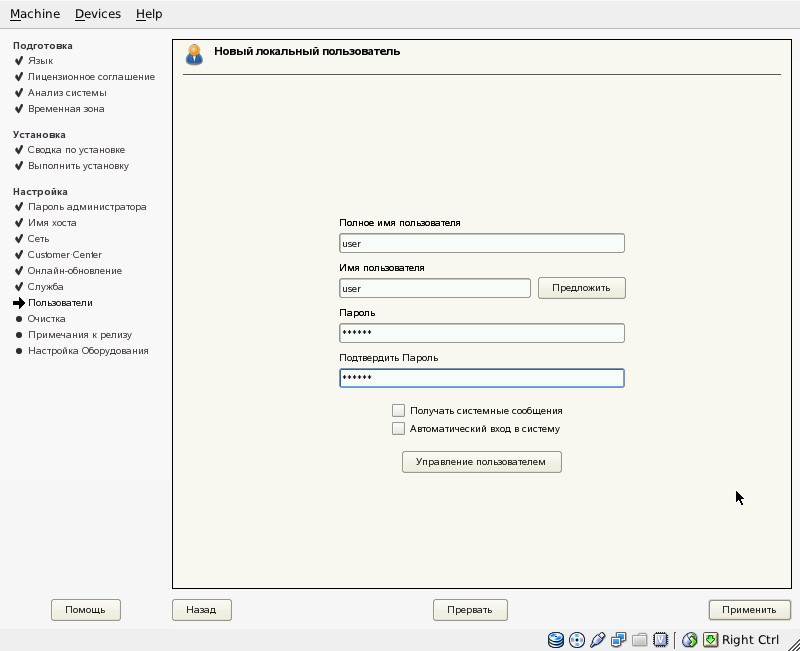 Machine Devices Help
Подготовка
Язык
Лицензионное соглашение
Анализ системы
Временная зона
Установка
Сводка по установке
Выполнить установку
Настройка
Пароль администратора
Имя хоста
Сеть
Customer Center
Онлайн-обновление
Служба
Пользователи
Очистка
Примечания к релизу
Настройка Оборудования
Новый локальный пользователь
Полное имя пользователя
user
Имя пользователя
user Предложить
Пароль
******
Подтвердить Пароль
******
Получать системные сообщения
Автоматический вход в систему
Управление пользователем
Помощь Назад Прервать Применить
Right Ctrl